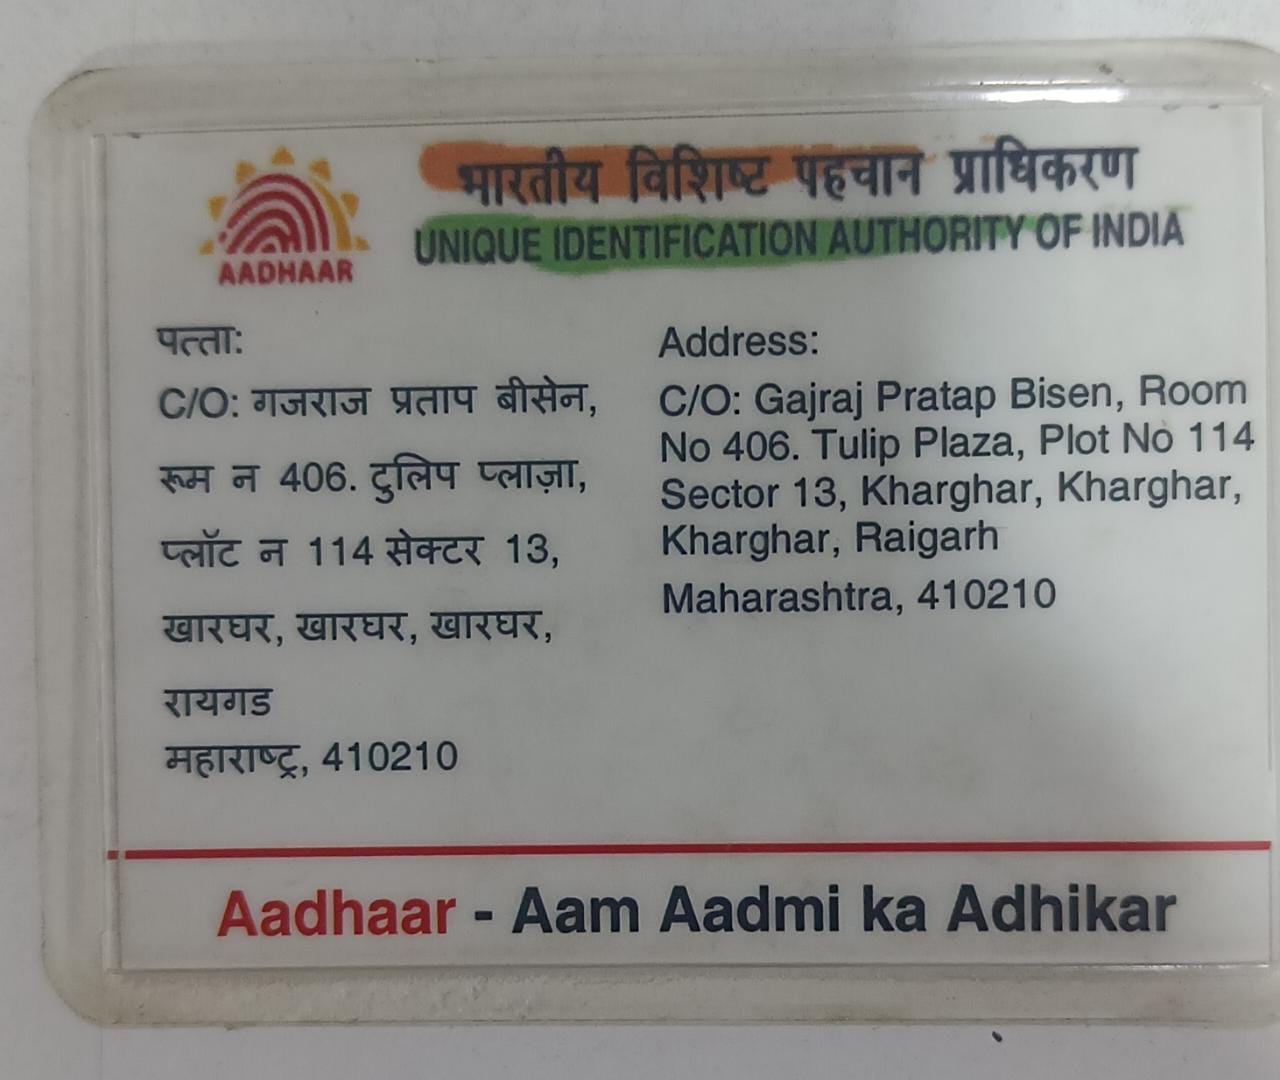 भारतीय विशिष्ट पहचान प्राधिकरण
UNIQUE IDENTIFICATION AUTHORITY OF INDIA
AADHAAR
पत्ता:
C/O: गजराज प्रताप बीसेन,
रूम न 406. टुलिप प्लाज़ा,
प्लॉट न 114 सेक्टर 13,
खारघर, खारघर, खारघर,
रायगड
महाराष्ट्र, 410210
Address:
C/O: Gajraj Pratap Bisen, Room
No 406. Tulip Plaza, Plot No 114
Sector 13, Kharghar, Kharghar,
Kharghar, Raigarh
Maharashtra, 410210
Aadhaar - Aam Aadmi ka Adhikar